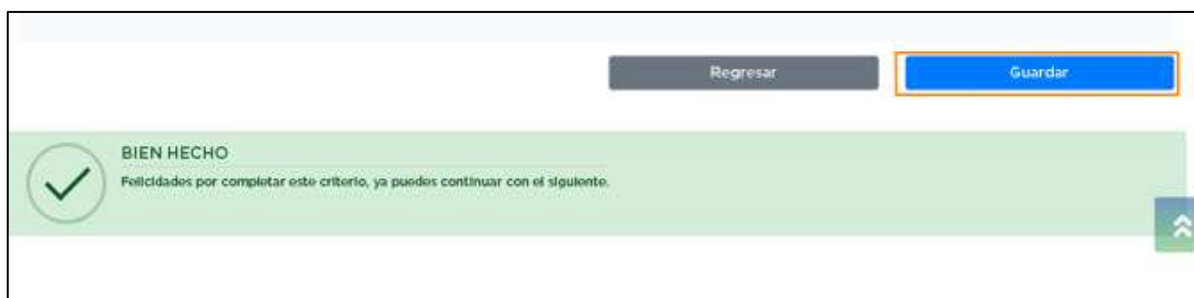 Regresar
Guardar
BIEN HECHO
Felicidades por completar este criterio, ya puedes continuar con el siguiente.